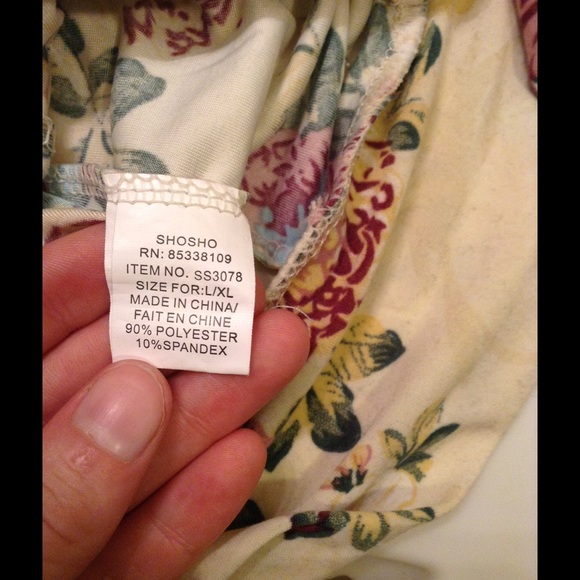 SHOSHO
RN: 85338109
ITEM NO. SS3078
SIZE FOR:L/XL
MADE IN CHINA/
FAIT EN CHINE
90% POLYESTER
10%SPANDEX